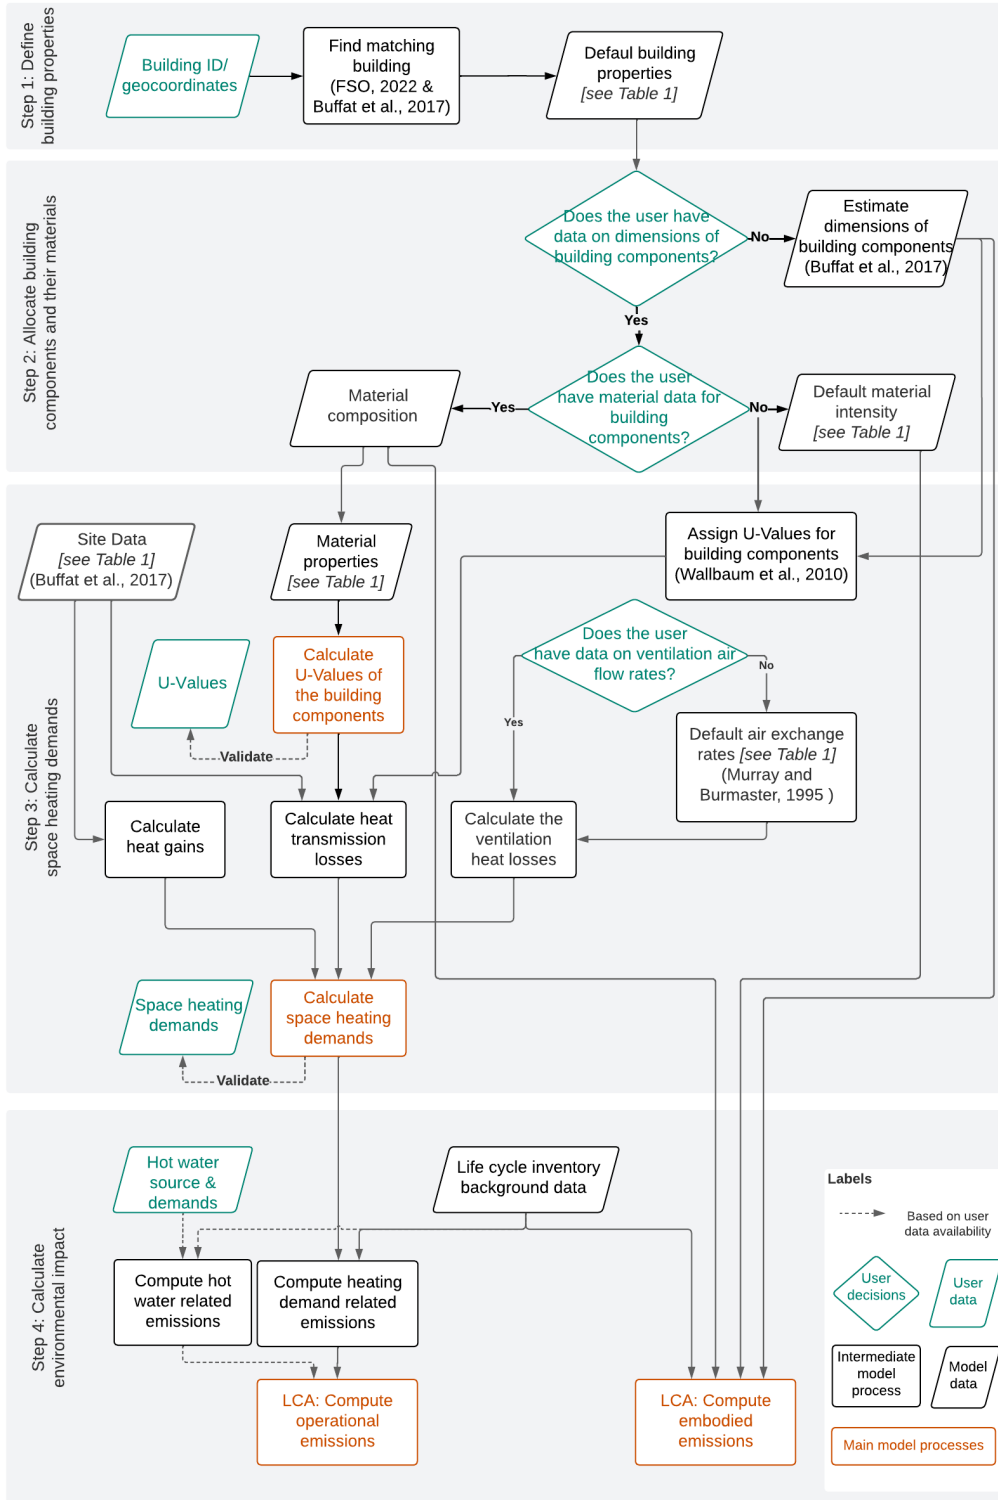 Step 1: Define
building properties
Building ID/
geocoordinates
Find matching
building
(FSO, 2022 &
Buffat et al., 2017)
Defaul building
properties
[see Table 1]
Step 2: Allocate building
components and their materials
Does the user have
data on dimensions of
building components?
No
Estimate
dimensions of
building components
(Buffat et al., 2017)
Yes
Does the user
have material data for
building
components?
Yes
No
Material
composition
Default material
intensity
[see Table 1]
Step 3: Calculate
space heating demands
Site Data
[see Table 1]
(Buffat et al., 2017)
Material
properties
[see Table 1]
Assign U-Values for
building components
(Wallbaum et al., 2010)
U-Values
Calculate
U-Values of
the building
components
Validate
Does the user
have data on ventilation air
flow rates?
No
Yes
Default air exchange
rates [see Table 1]
(Murray and
Burmaster, 1995 )
Calculate
heat gains
Calculate heat
transmission
losses
Calculate the
ventilation
heat losses
Space heating
demands
Calculate
space heating
demands
Validate
Step 4: Calculate
environmental impact
Hot water
source &
demands
Life cycle inventory
background data
Compute hot
water related
emissions
Compute heating
demand related
emissions
LCA: Compute
operational
emissions
LCA: Compute
embodied
emissions
Labels
Based on user
data availability
User
decisions
User
data
Intermediate
model
process
Model
data
Main model processes